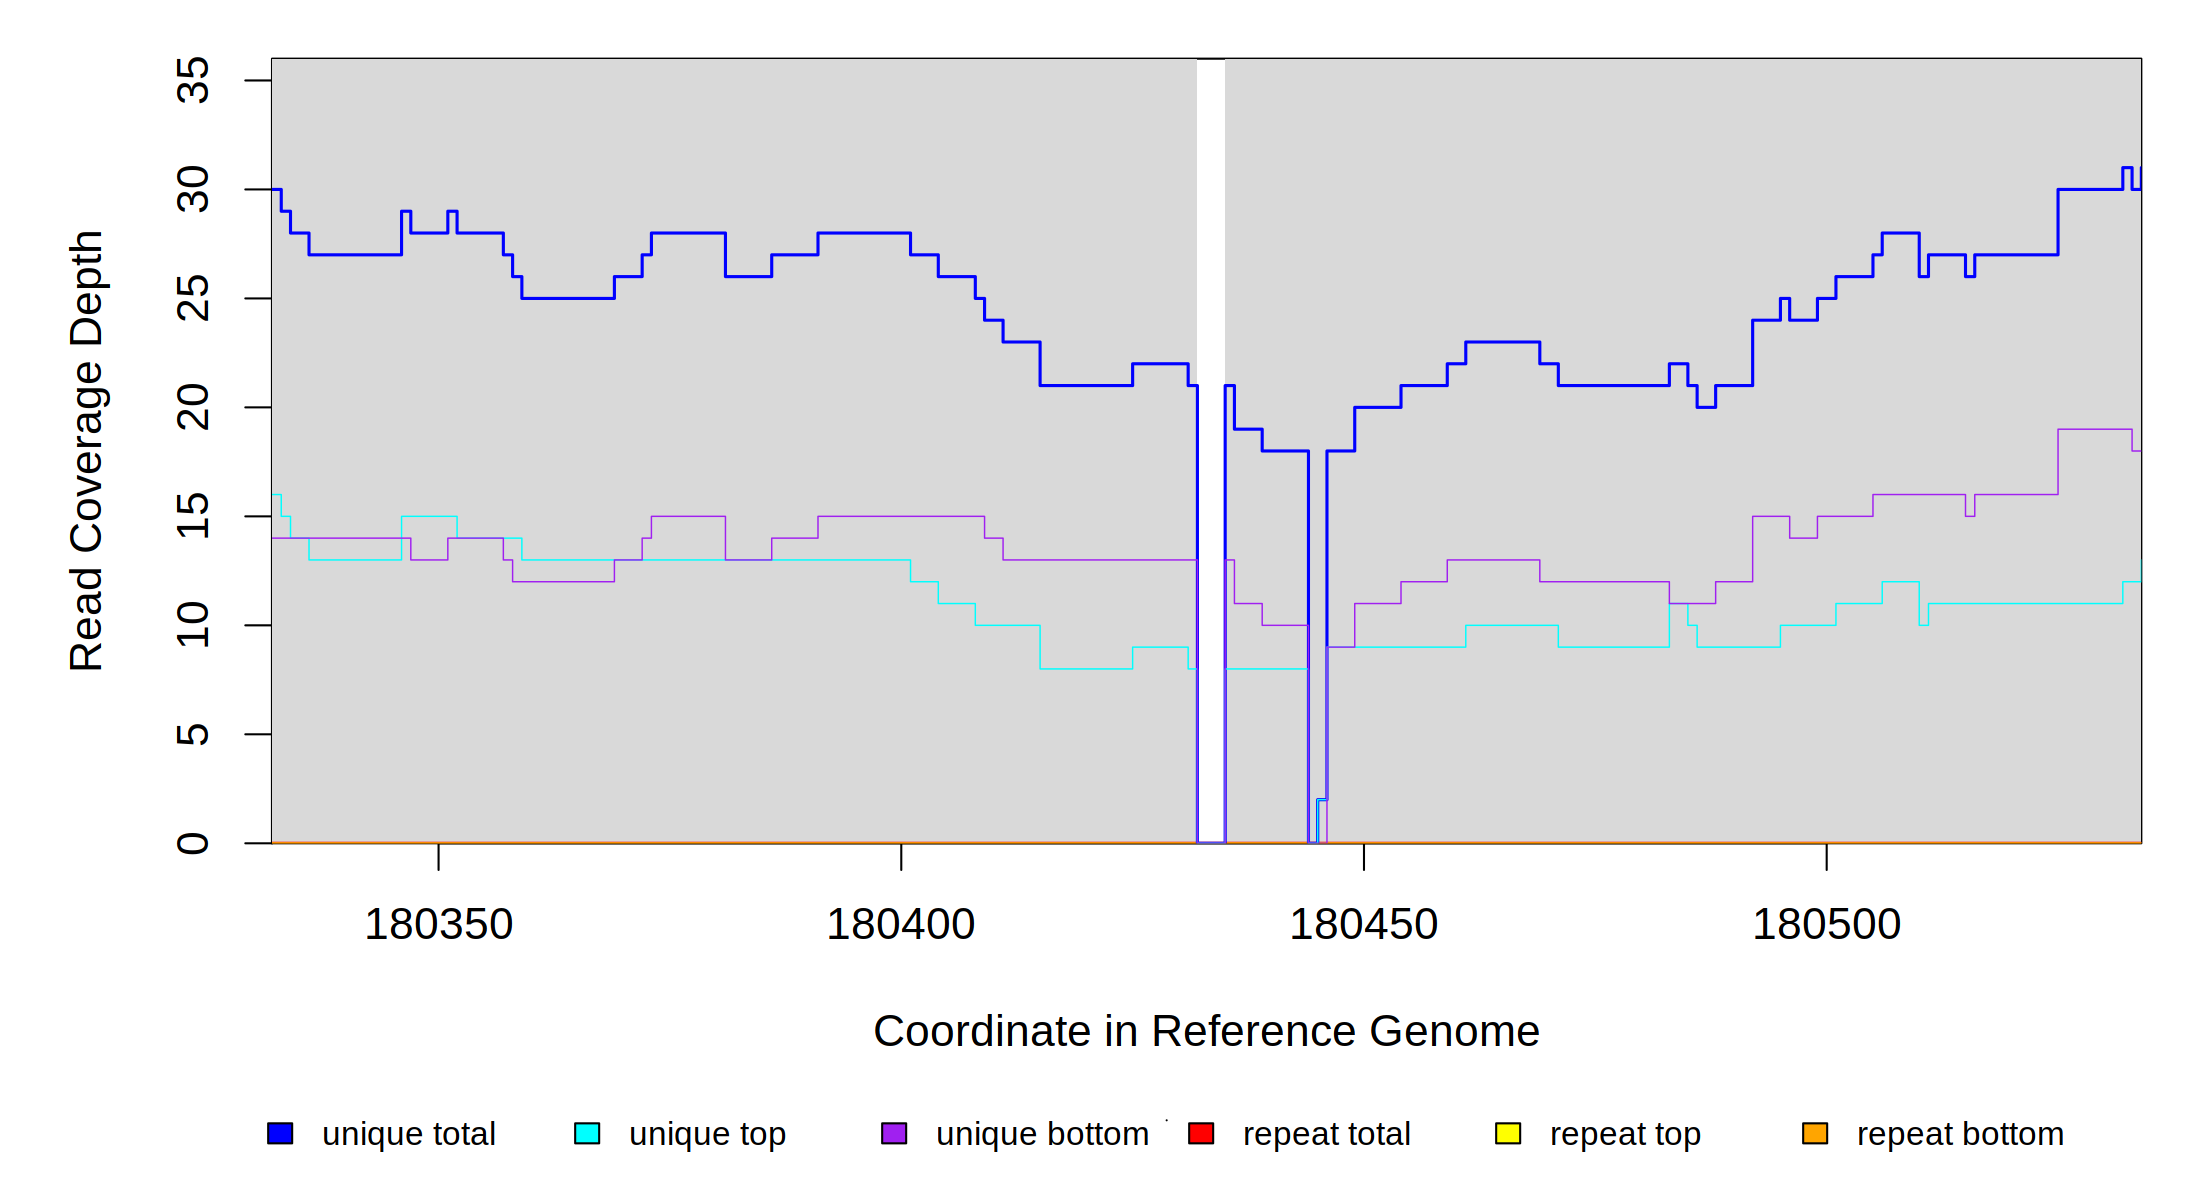 Read Coverage Depth
35
30
25
20
15
10
5
0
180350 180400 180450 180500
Coordinate in Reference Genome
unique total unique top unique bottom repeat total repeat top repeat bottom